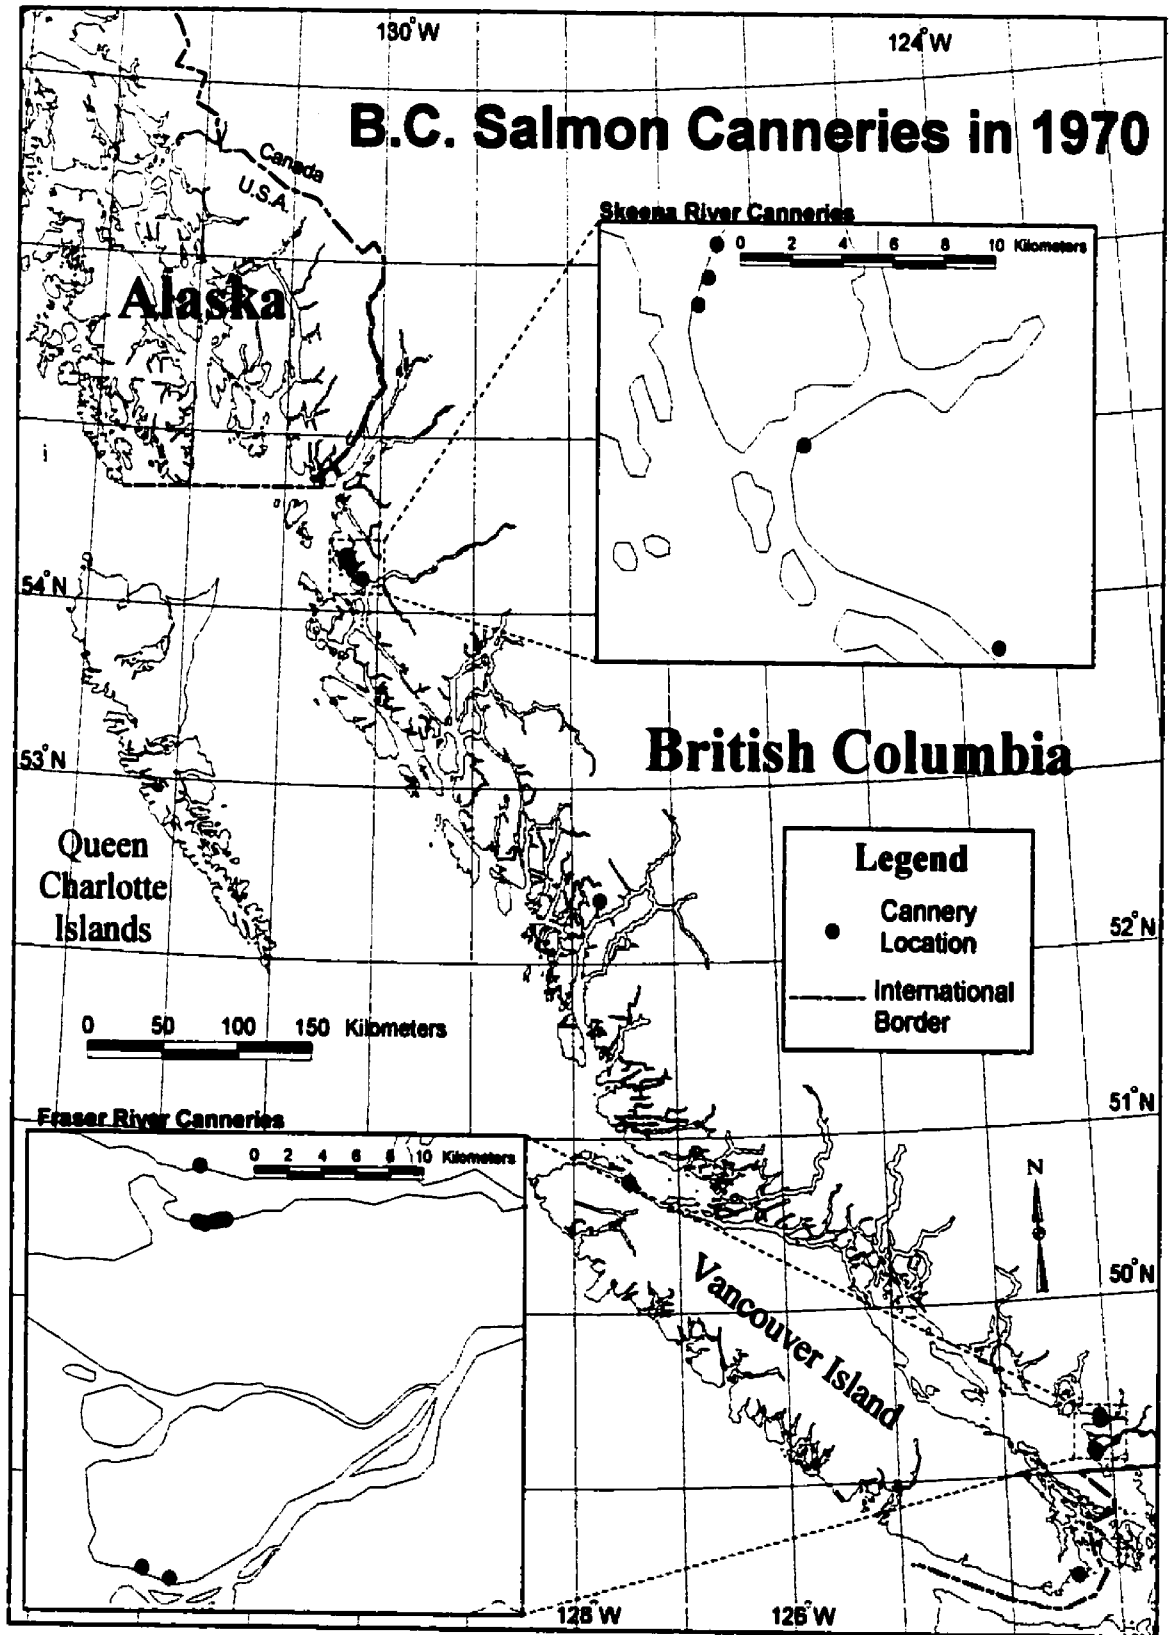 130°W
124°W
B.C. Salmon Canneries in 1970
Canada
U.S.A.
Skeena River Canneries
0 2 4 6 8 10 Kilometers
Alaska
54°N
53°N
British Columbia
Queen
Charlotte
Islands
Legend
Cannery
Location
International
Border
52°N
0 50 100 150 Kilometers
51°N
Fraser River Canneries
0 2 4 6 8 10 Kilometers
N
50°N
Vancouver Island
128°W
126°W